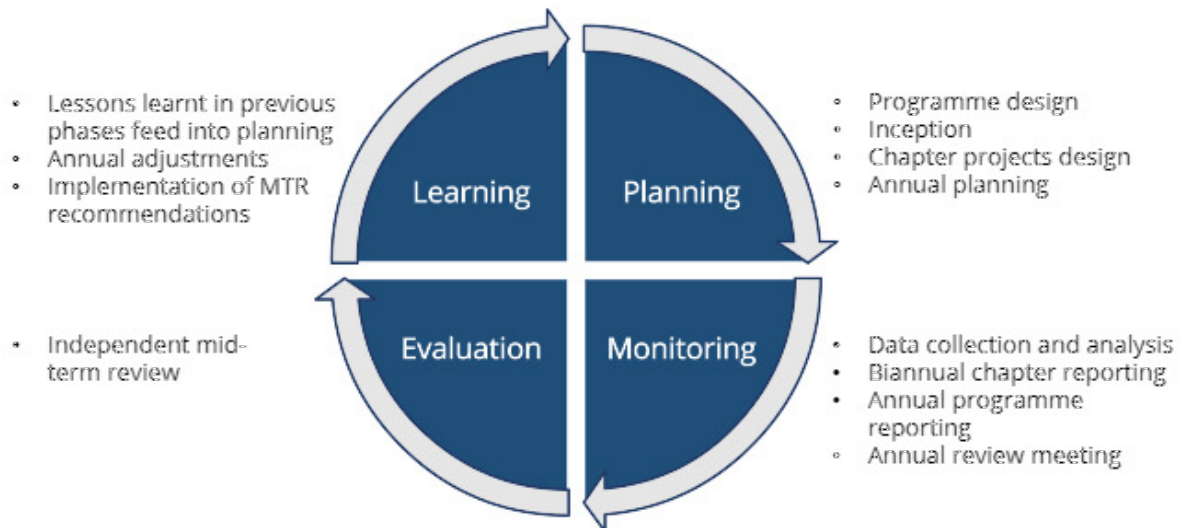 • Lessons learnt in previous
phases feed into planning
• Annual adjustments
• Implementation of MTR
recommendations
Learning
Planning
• Programme design
• Inception
• Chapter projects design
• Annual planning
• Independent mid-
term review
Evaluation
Monitoring
• Data collection and analysis
• Biannual chapter reporting
• Annual programme
reporting
• Annual review meeting